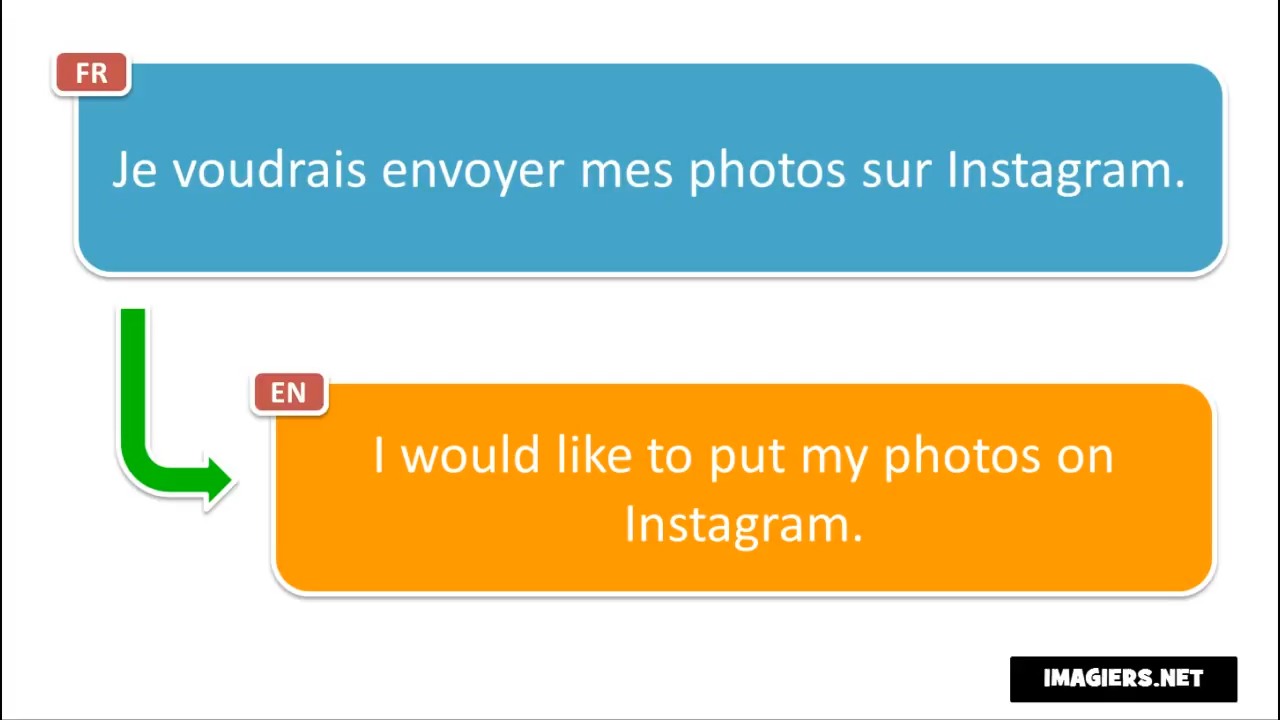 FR
Je voudrais envoyer mes photos sur Instagram.
EN
I would like to put my photos on
Instagram.
IMAGIERS.NET